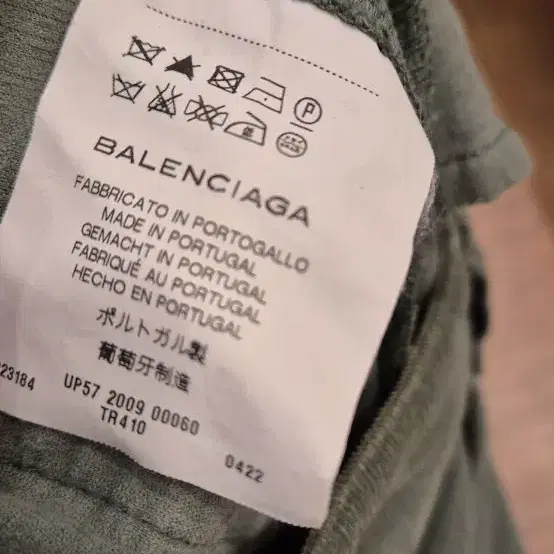 P
BALENCIAGA
FABBRICATO IN PORTOGALLO
MADE IN PORTUGAL
GEMACHT IN PORTUGAL
FABRIQUÉ AU PORTUGAL
HECHO EN PORTUGAL
ポルトガル製
葡萄牙制造
23184 UP57 2009 00060
TR410 0422